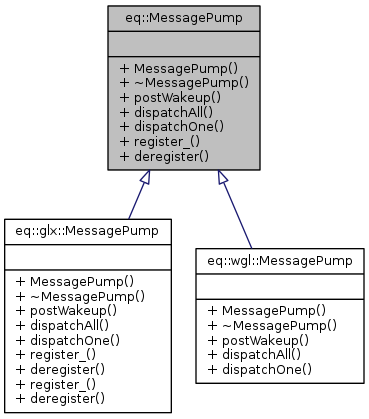 eq::MessagePump
+ MessagePump()
+ ~MessagePump()
+ postWakeup()
+ dispatchAll()
+ dispatchOne()
+ register_()
+ deregister()
eq::glx::MessagePump
+ MessagePump()
+ ~MessagePump()
+ postWakeup()
+ dispatchAll()
+ dispatchOne()
+ register_()
+ deregister()
+ register_()
+ deregister()
eq::wgl::MessagePump
+ MessagePump()
+ ~MessagePump()
+ postWakeup()
+ dispatchAll()
+ dispatchOne()